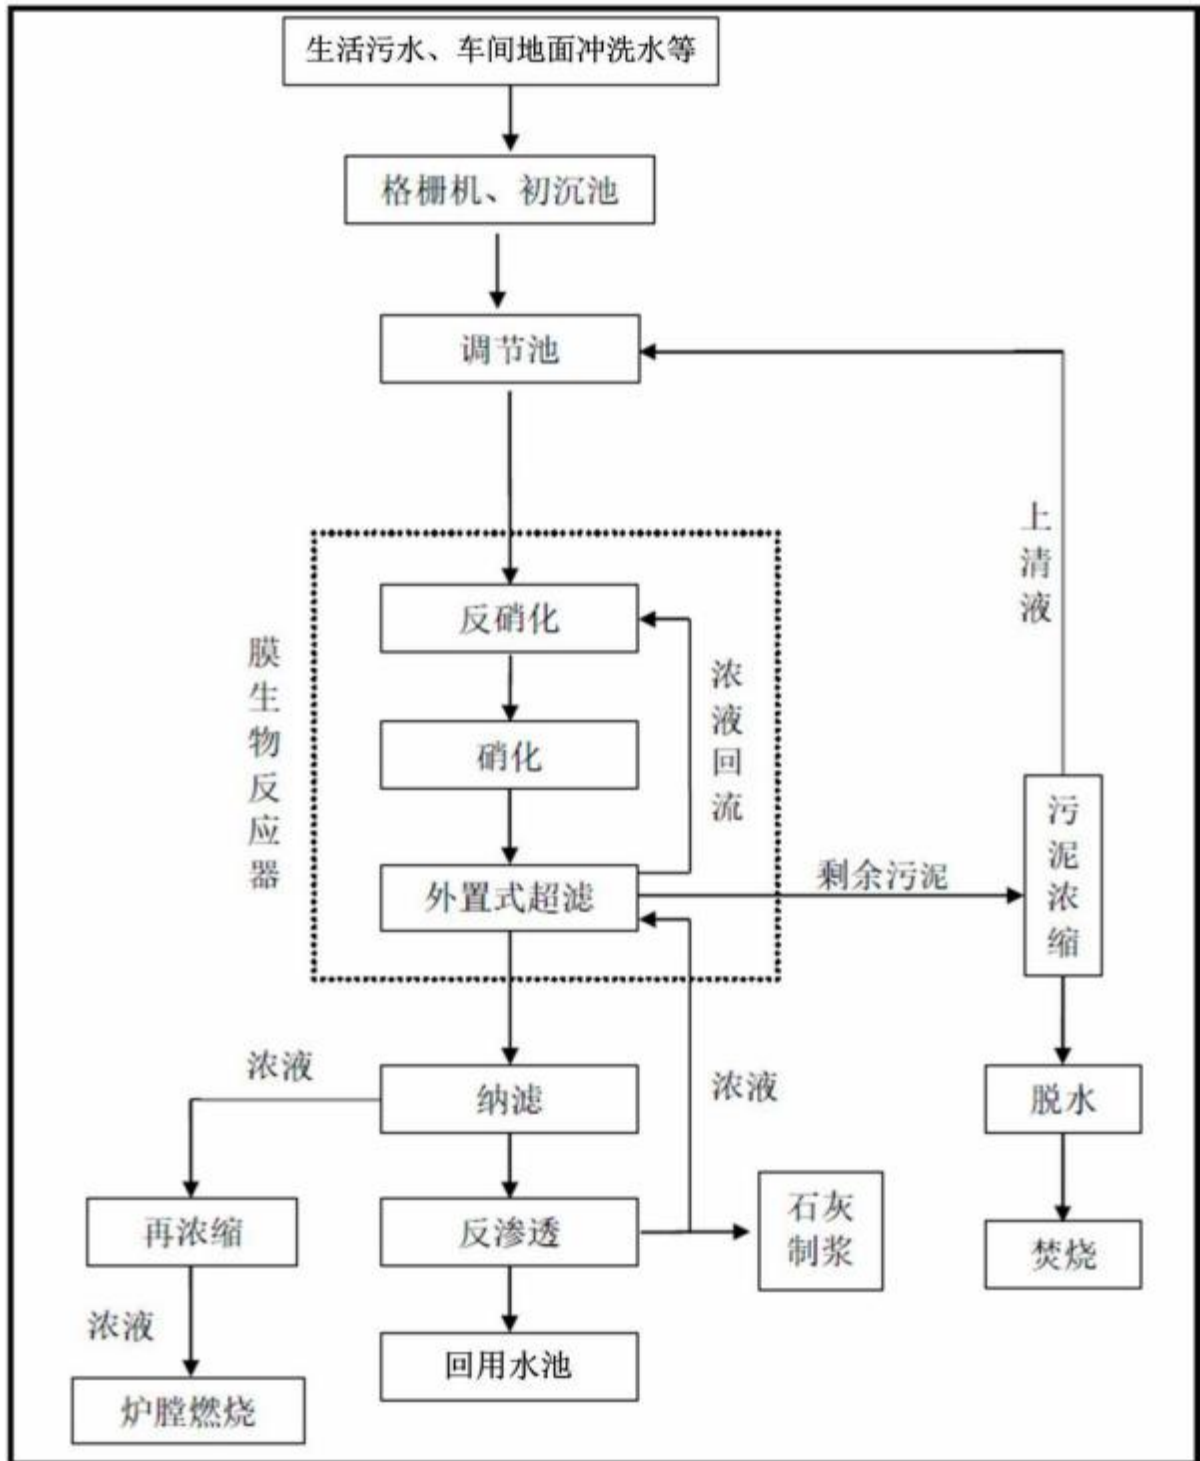 生活污水、车间地面冲洗水等
格栅机、初沉池
调节池
上清液
反硝化
膜生物反应器
浓液回流
硝化
污泥浓缩
外置式超滤
剩余污泥
浓液
纳滤
浓液
脱水
再浓缩
反渗透
石灰
制浆
焚烧
浓液
回用水池
炉膛燃烧